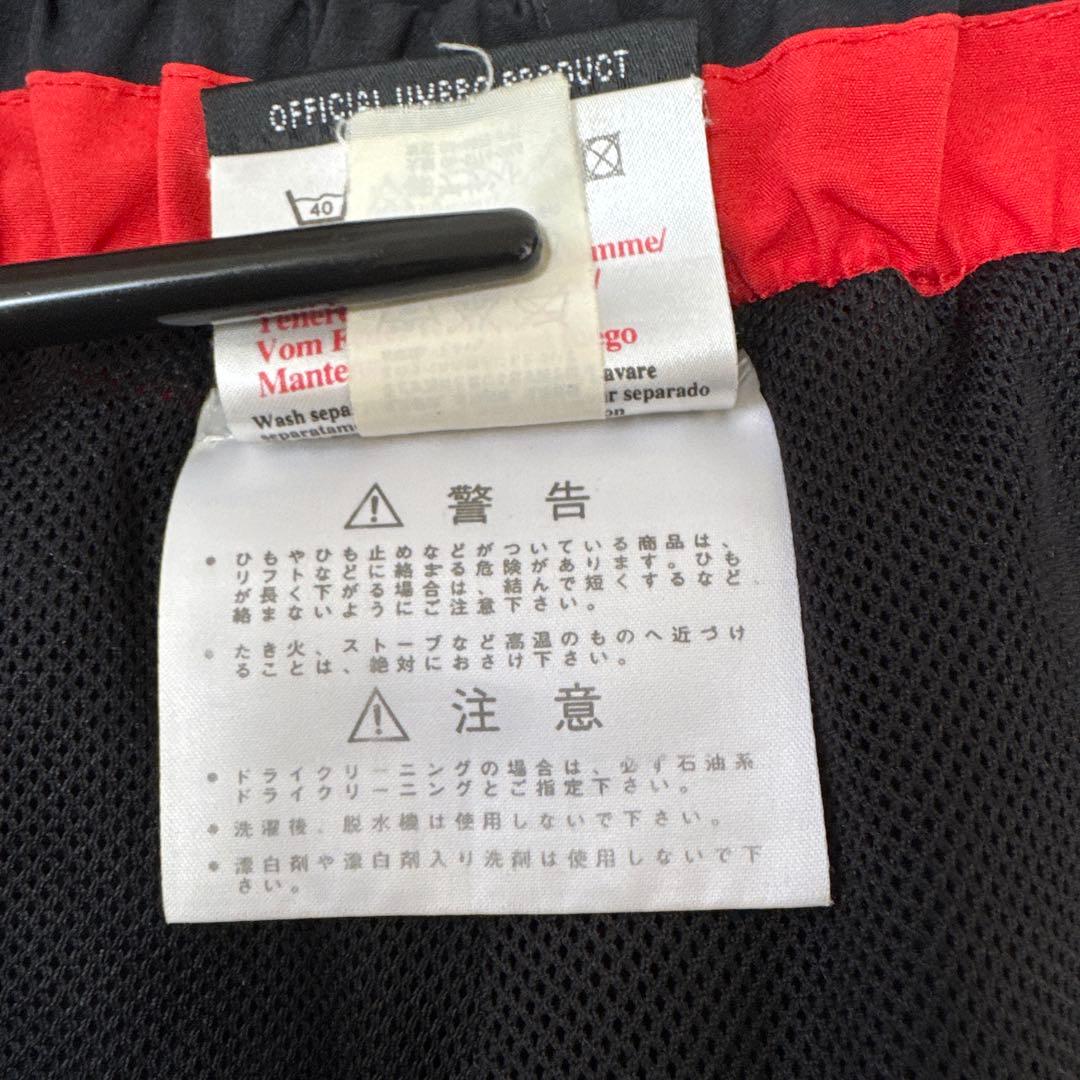 OFFICIAL UMBRO PRODUCT
40
mme/
Vom
ego
Mante
avare
Wash sepa
ar separado
separatam
on
警告
• ひもやひも止めなどがついている商品は、
リフトなどに絡まる危険があります。ひも
が長く下がる場合は、結んで短くするなど、
絡まないようにご注意下さい。
• たき火、ストーブなど高温のものへ近づけ
ることは、絶対におさけ下さい。
注意
• ドライクリーニングの場合は、必ず石油系
ドライクリーニングとご指定下さい。
• 洗濯後、脱水機は使用しないで下さい。
• 漂白剤や漂白剤入り洗剤は使用しないで下
さい。